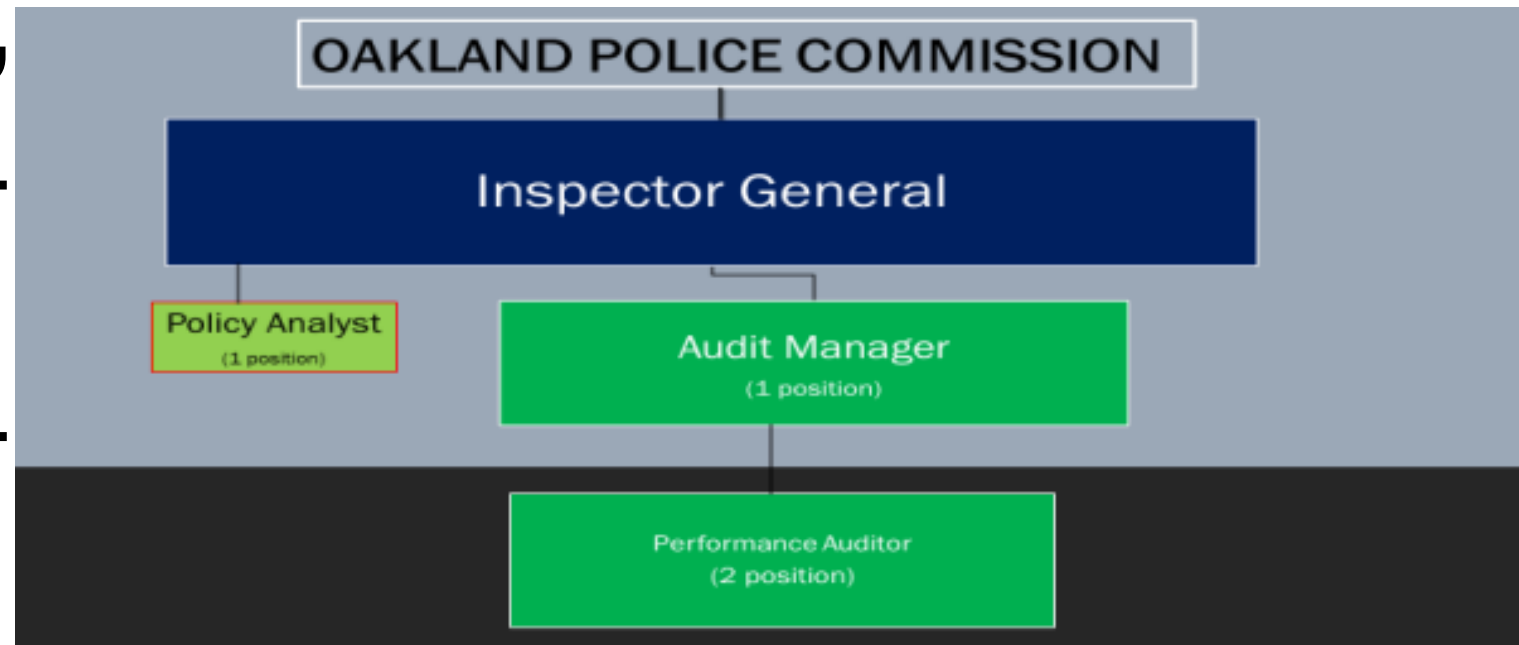 OAKLAND POLICE COMMISSION
Inspector General
Policy Analyst
(1 position)
Audit Manager
(1 position)
Performance Auditor
(2 position)